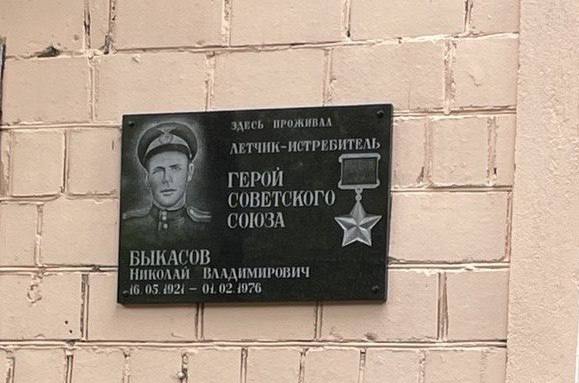 ЗДЕСЬ ПРОЖИВАЛ
ЛЕТЧИК-ИСТРЕБИТЕЛЬ
ГЕРОЙ
СОВЕТСКОГО
СОЮЗА
БЫКАСОВ
НИКОЛАЙ ВЛАДИМИРОВИЧ
16.05.1921 - 01.02.1976